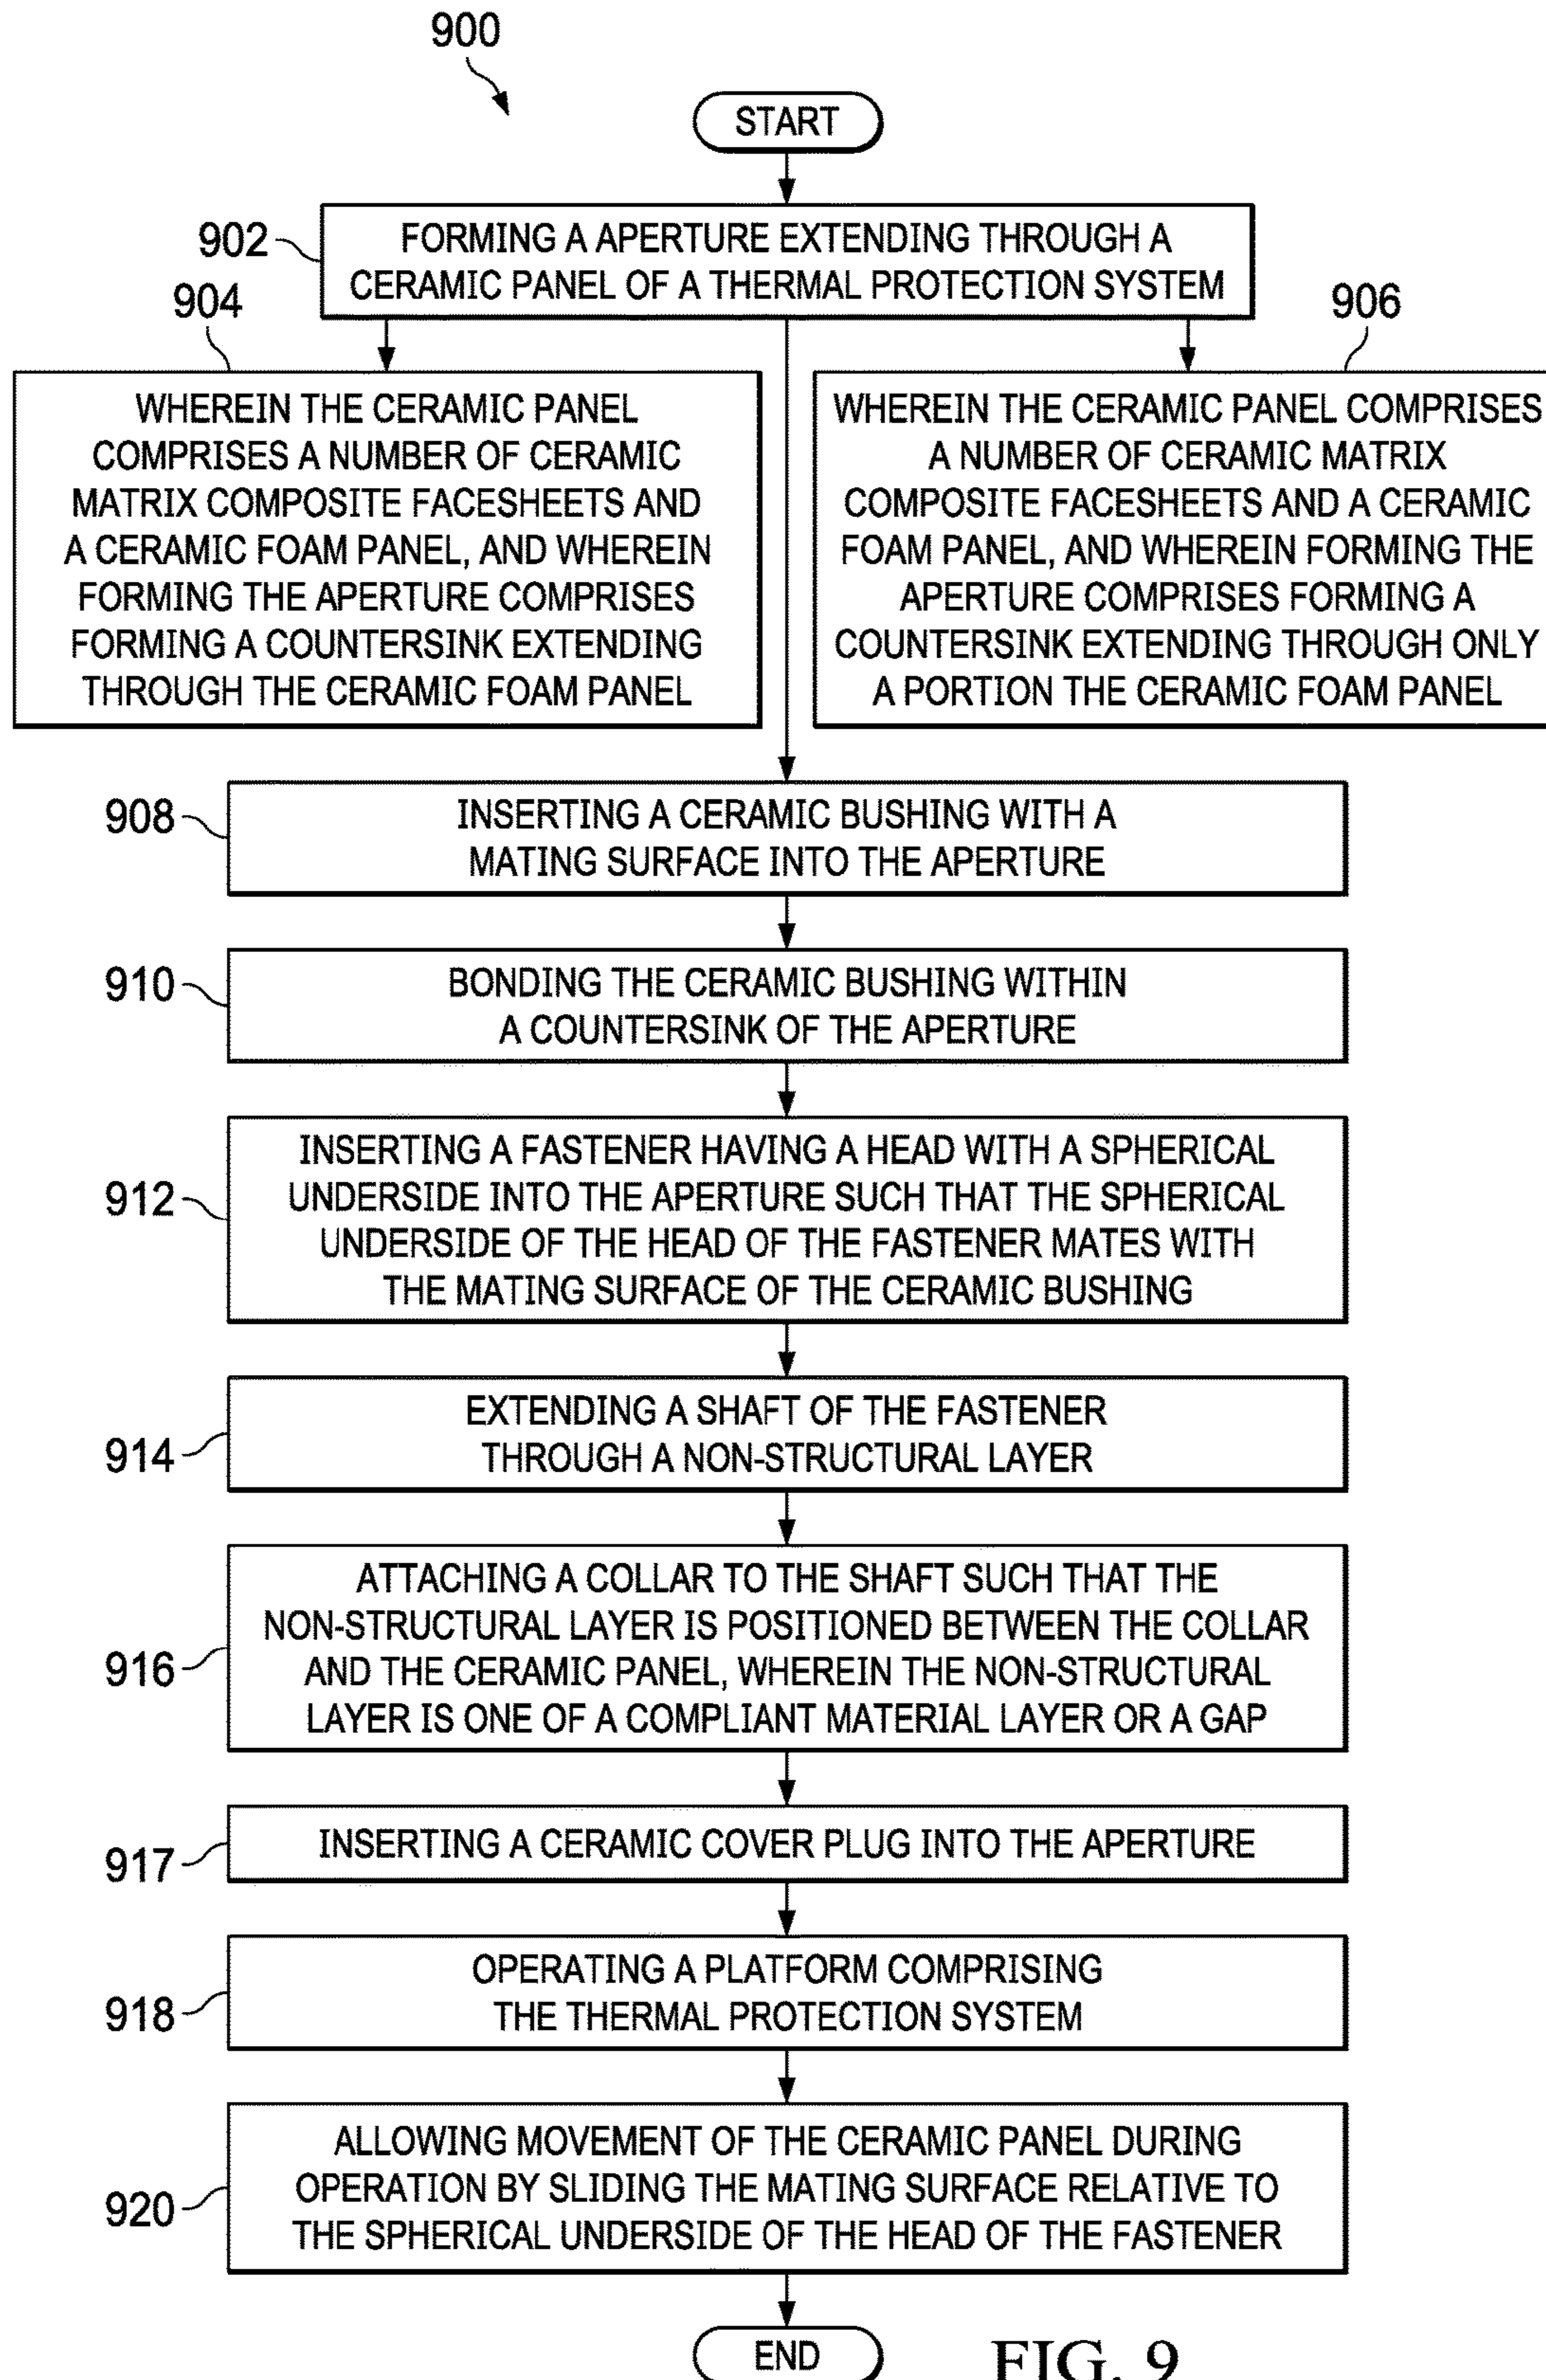 900
START
902
FORMING A APERTURE EXTENDING THROUGH A
CERAMIC PANEL OF A THERMAL PROTECTION SYSTEM
904
WHEREIN THE CERAMIC PANEL
COMPRISES A NUMBER OF CERAMIC
MATRIX COMPOSITE FACESHEETS AND
A CERAMIC FOAM PANEL, AND WHEREIN
FORMING THE APERTURE COMPRISES
FORMING A COUNTERSINK EXTENDING
THROUGH THE CERAMIC FOAM PANEL
906
WHEREIN THE CERAMIC PANEL COMPRISES
A NUMBER OF CERAMIC MATRIX
COMPOSITE FACESHEETS AND A CERAMIC
FOAM PANEL, AND WHEREIN FORMING THE
APERTURE COMPRISES FORMING A
COUNTERSINK EXTENDING THROUGH ONLY
A PORTION THE CERAMIC FOAM PANEL
908
INSERTING A CERAMIC BUSHING WITH A
MATING SURFACE INTO THE APERTURE
910
BONDING THE CERAMIC BUSHING WITHIN
A COUNTERSINK OF THE APERTURE
912
INSERTING A FASTENER HAVING A HEAD WITH A SPHERICAL
UNDERSIDE INTO THE APERTURE SUCH THAT THE SPHERICAL
UNDERSIDE OF THE HEAD OF THE FASTENER MATES WITH
THE MATING SURFACE OF THE CERAMIC BUSHING
914
EXTENDING A SHAFT OF THE FASTENER
THROUGH A NON-STRUCTURAL LAYER
916
ATTACHING A COLLAR TO THE SHAFT SUCH THAT THE
NON-STRUCTURAL LAYER IS POSITIONED BETWEEN THE COLLAR
AND THE CERAMIC PANEL, WHEREIN THE NON-STRUCTURAL
LAYER IS ONE OF A COMPLIANT MATERIAL LAYER OR A GAP
917
INSERTING A CERAMIC COVER PLUG INTO THE APERTURE
918
OPERATING A PLATFORM COMPRISING
THE THERMAL PROTECTION SYSTEM
920
ALLOWING MOVEMENT OF THE CERAMIC PANEL DURING
OPERATION BY SLIDING THE MATING SURFACE RELATIVE TO
THE SPHERICAL UNDERSIDE OF THE HEAD OF THE FASTENER
END
FIG. 9